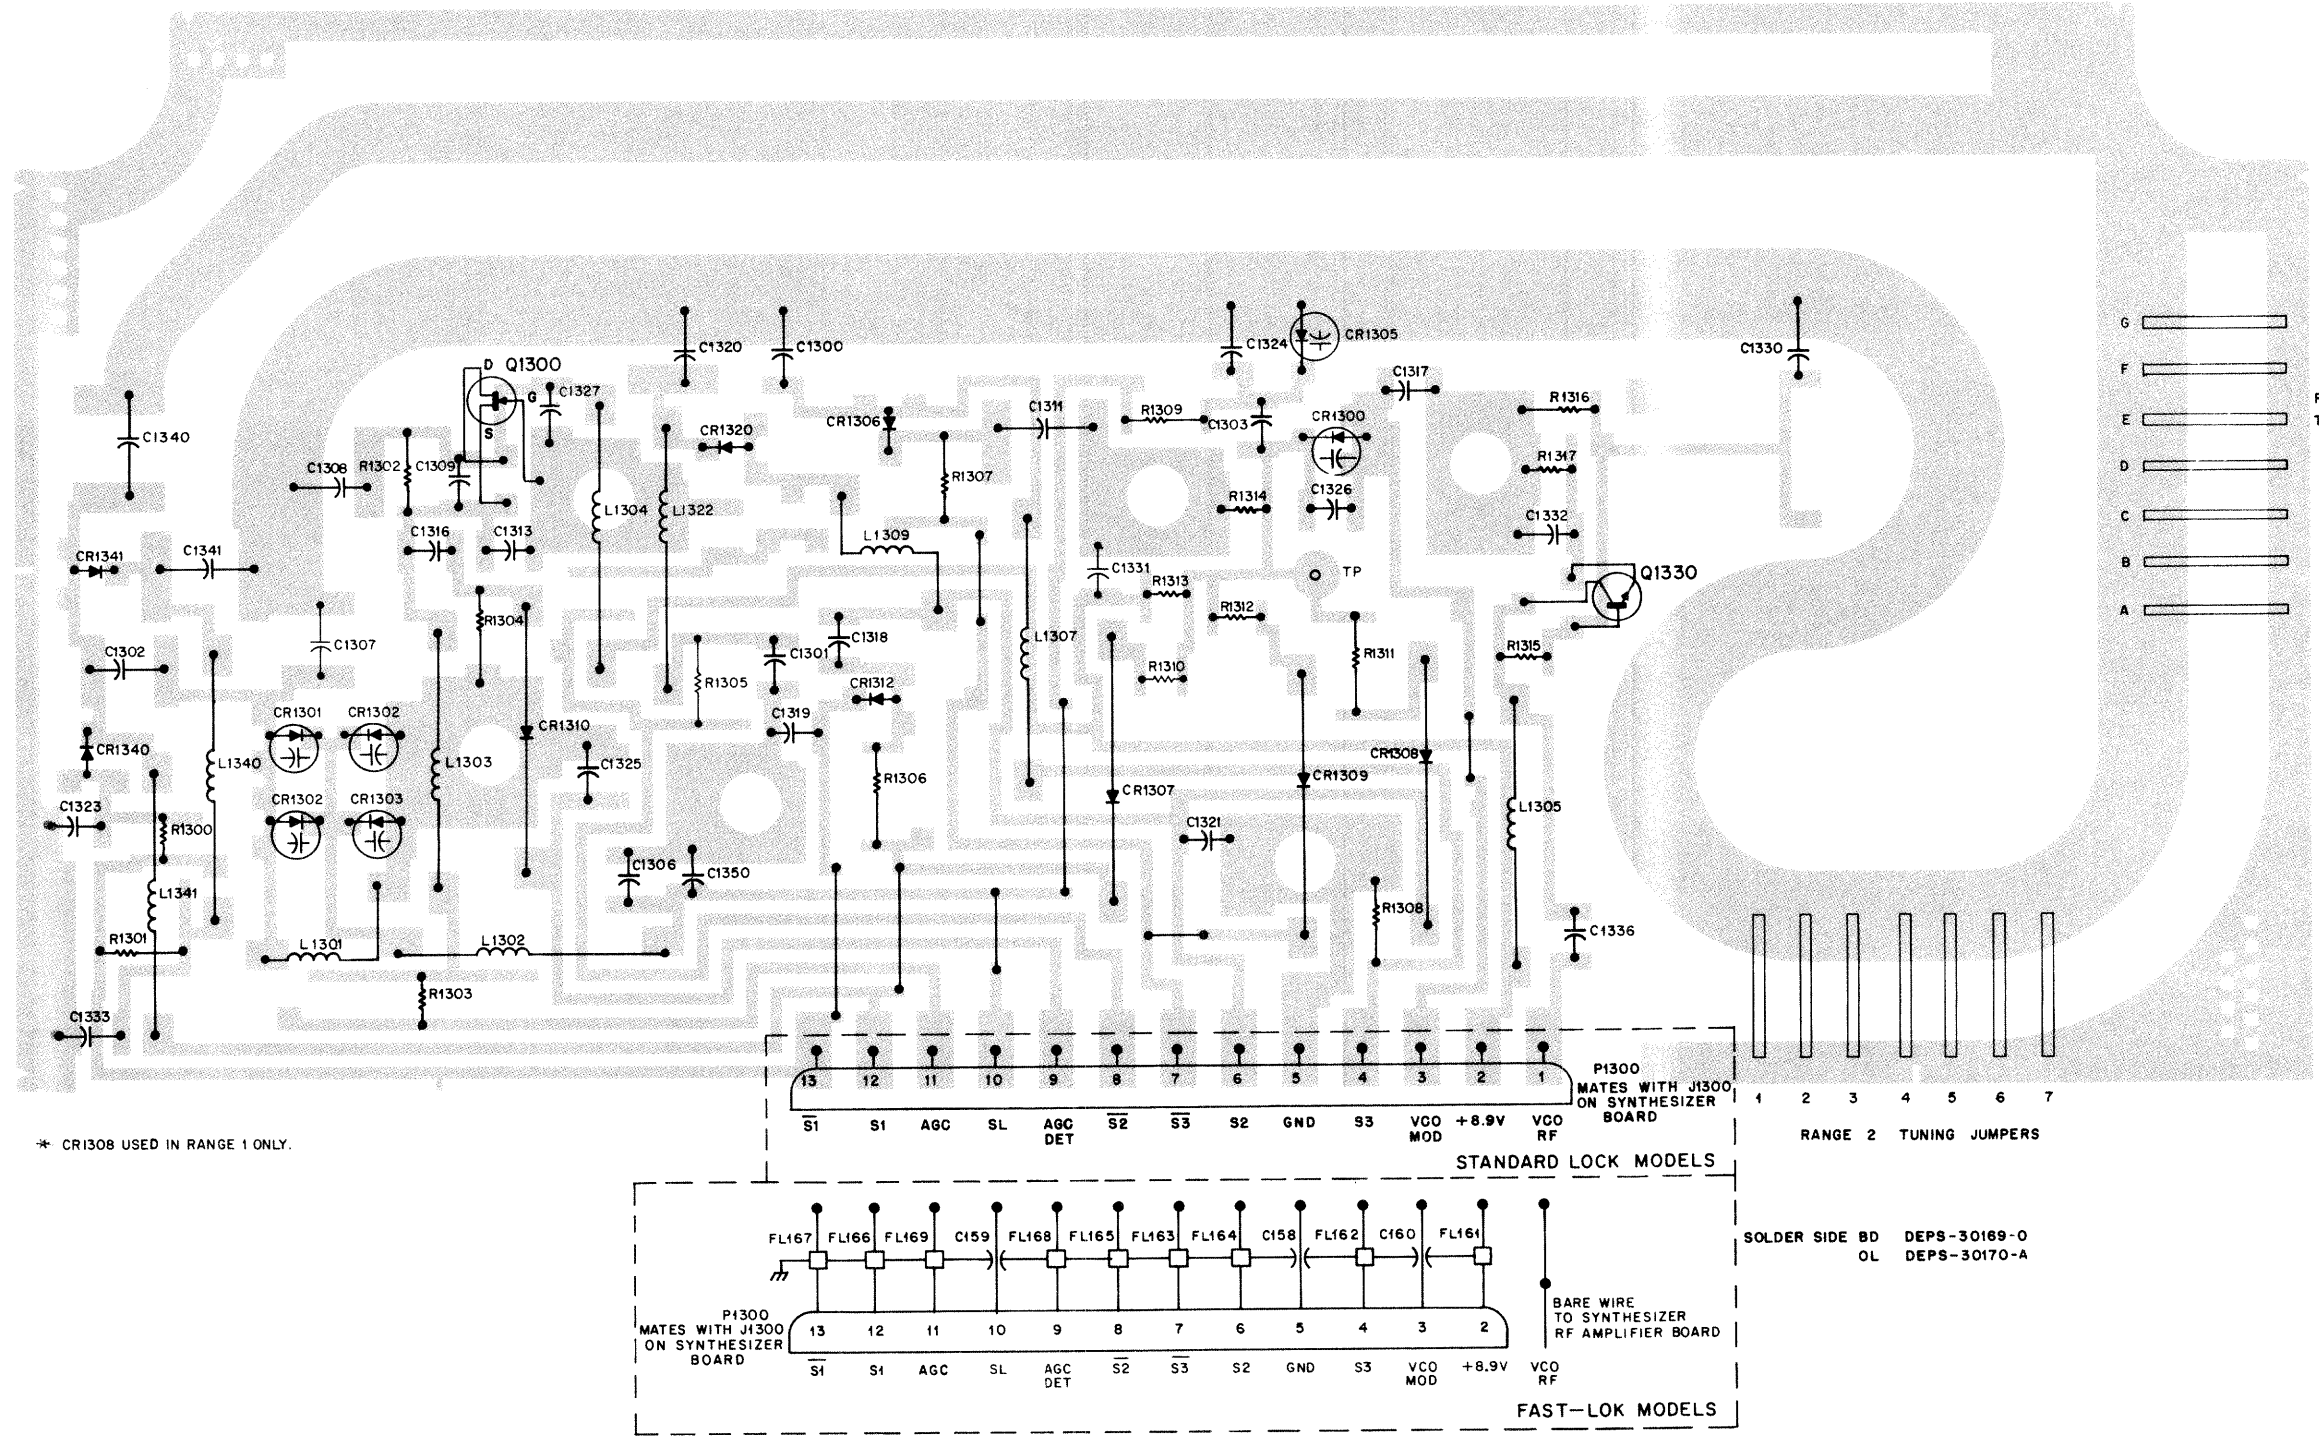 C1320
C1300
C1324
CR1305
C1330
G
D Q1300
G
S
C1327
F
C1317
R1316
C1340
CR1320
CR1306
C1311
R1309
C1303
CR1300
E
C1308
R1302
C1309
R1307
R1317
D
L1304
L1322
R1314
C1326
C1332
C
C1316
C1313
L1309
CR1341
C1341
C1331
R1313
TP
Q1330
B
R1304
R1312
A
C1307
C1302
C1301
C1318
L1307
R1310
R1311
R1315
R1305
CR1312
CR1301
CR1302
CR1310
C1319
CR1340
L1340
L1303
C1325
R1306
CR1307
CR1309
CR1308
CR1302
CR1303
C1323
R1300
L1305
C1321
C1306
C1350
L1341
R1308
R1301
L1301
L1302
C1336
R1303
C1333
13 12 11 10 9 8 7 6 5 4 3 2 1
P1300
MATES WITH J1300
ON SYNTHESIZER
BOARD
S1 S1 AGC SL AGC DET S2 S3 S2 GND S3 VCO MOD +8.9V VCO RF
STANDARD LOCK MODELS
1 2 3 4 5 6 7
RANGE 2 TUNING JUMPERS
* CR1308 USED IN RANGE 1 ONLY.
FL167 FL166 FL169 C159 FL168 FL165 FL163 FL164 C158 FL162 C160 FL161
SOLDER SIDE BD DEPS-30169-0
OL DEPS-30170-A
P1300
MATES WITH J1300
ON SYNTHESIZER
BOARD
13 12 11 10 9 8 7 6 5 4 3 2
BARE WIRE
TO SYNTHESIZER
RF AMPLIFIER BOARD
S1 S1 AGC SL AGC DET S2 S3 S2 GND S3 VCO MOD +8.9V VCO RF
FAST-LOK MODELS